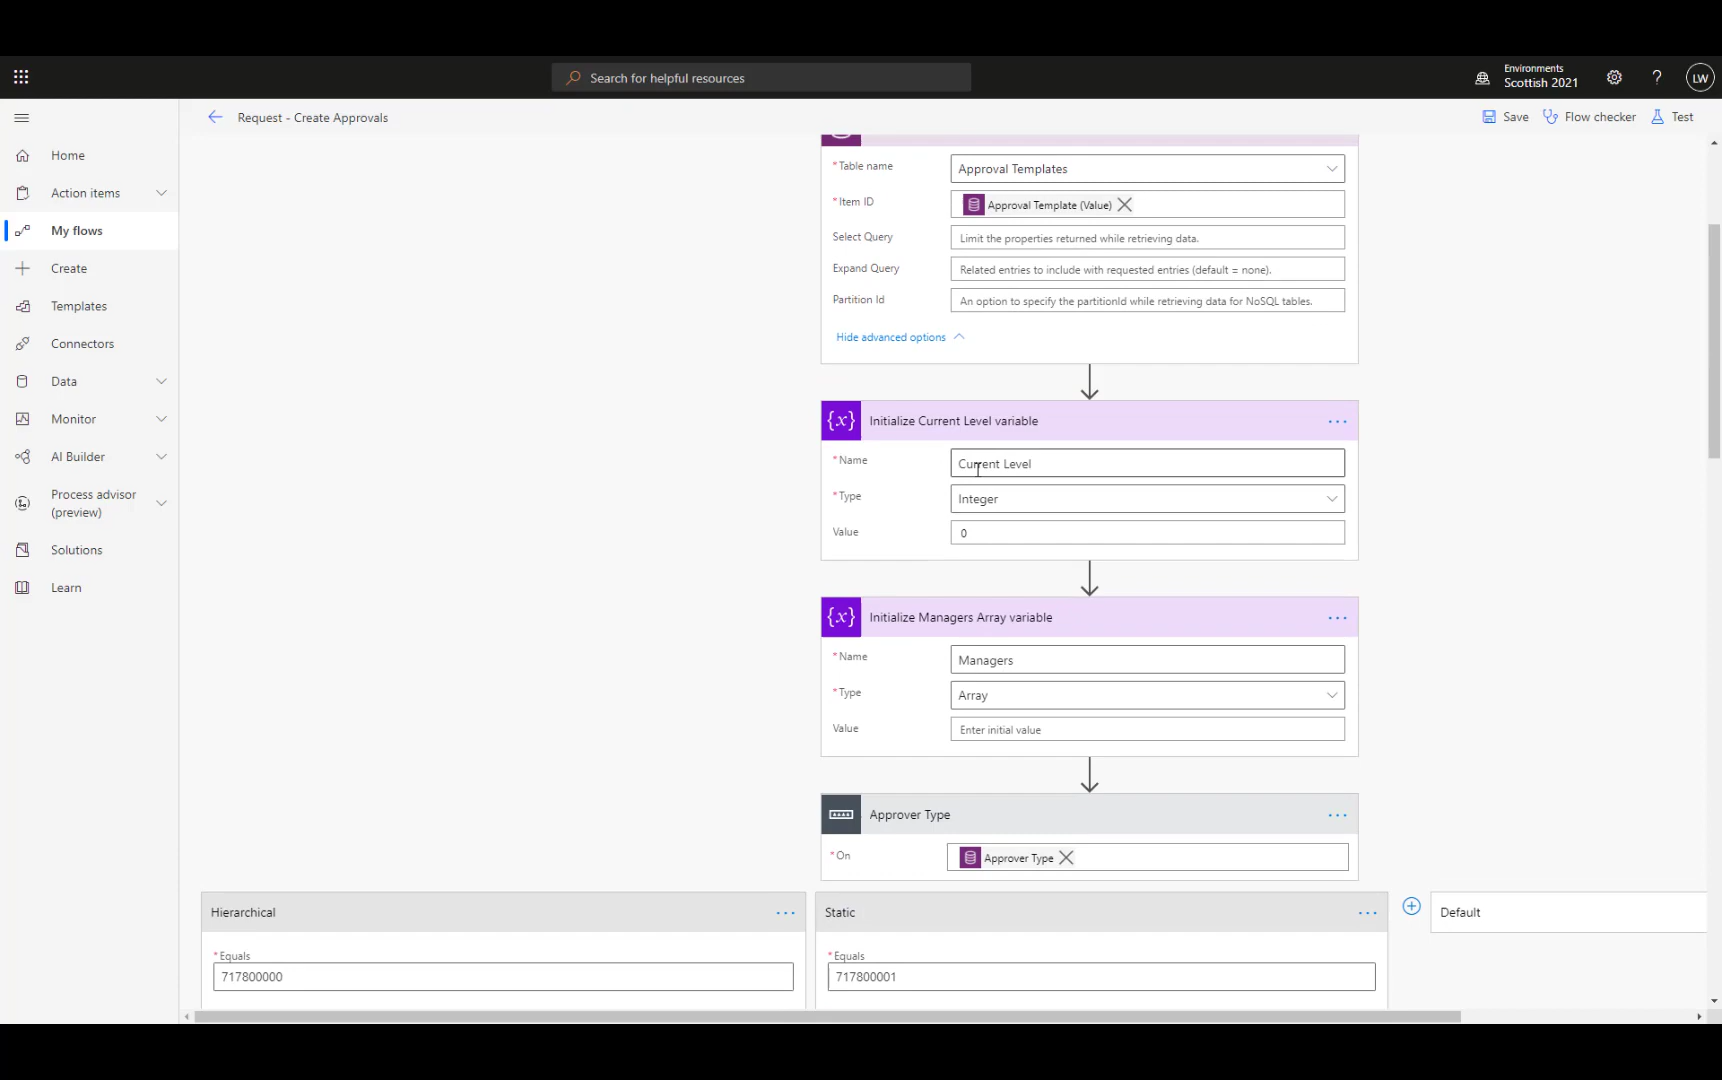 Search for helpful resources
Environments
Scottish 2021
?
LW
Request - Create Approvals
Save
Flow checker
Test
Home
Action items
My flows
Create
Templates
Connectors
Data
Monitor
AI Builder
Process advisor
(preview)
Solutions
Learn
*Table name
Approval Templates
*Item ID
Approval Template (Value)
Select Query
Limit the properties returned while retrieving data.
Expand Query
Related entries to include with requested entries (default = none).
Partition Id
An option to specify the partitionId while retrieving data for NoSQL tables.
Hide advanced options
{x} Initialize Current Level variable
*Name
Current Level
*Type
Integer
Value
0
{x} Initialize Managers Array variable
*Name
Managers
*Type
Array
Value
Enter initial value
Approver Type
*On
Approver Type
Hierarchical
Static
Default
*Equals
717800000
*Equals
717800001